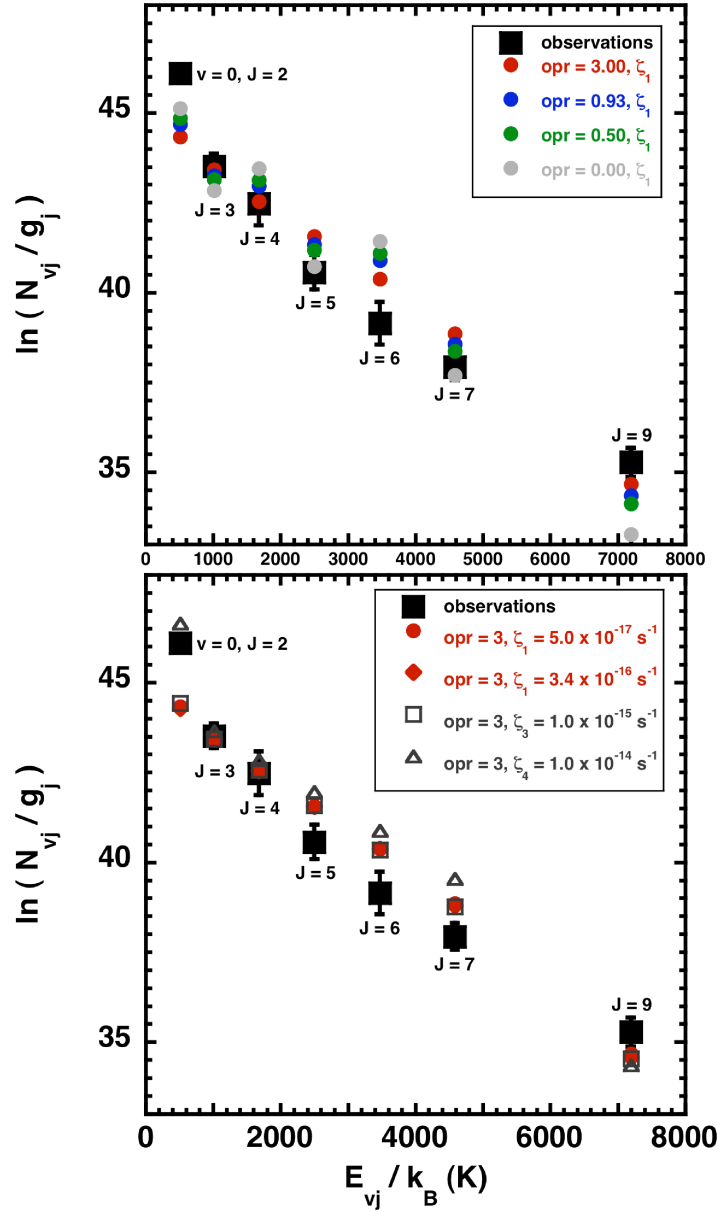 observations
opr = 3.00, ζ1
opr = 0.93, ζ1
opr = 0.50, ζ1
opr = 0.00, ζ1
v = 0, J = 2
J = 3
J = 4
J = 5
J = 6
J = 7
J = 9
ln ( Nvj / gj )
45
40
35
0 1000 2000 3000 4000 5000 6000 7000 8000
observations
opr = 3, ζ1 = 5.0 x 10^-17 s^-1
opr = 3, ζ1 = 3.4 x 10^-16 s^-1
opr = 3, ζ3 = 1.0 x 10^-15 s^-1
opr = 3, ζ4 = 1.0 x 10^-14 s^-1
v = 0, J = 2
J = 3
J = 4
J = 5
J = 6
J = 7
J = 9
ln ( Nvj / gj )
45
40
35
0 2000 4000 6000 8000
Evj / kB (K)